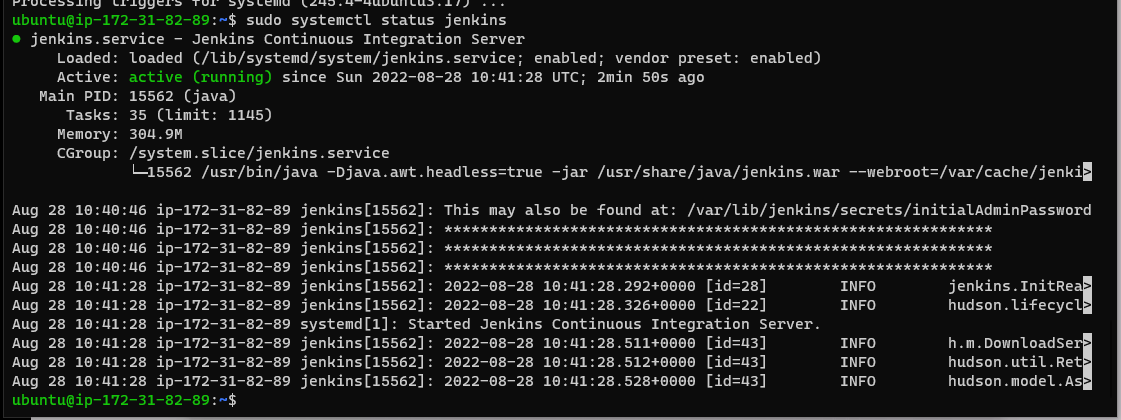 Processing triggers for systemd (245.4-4ubuntu3.17) ...
ubuntu@ip-172-31-82-89:~$ sudo systemctl status jenkins
● jenkins.service - Jenkins Continuous Integration Server
Loaded: loaded (/lib/systemd/system/jenkins.service; enabled; vendor preset: enabled)
Active: active (running) since Sun 2022-08-28 10:41:28 UTC; 2min 50s ago
Main PID: 15562 (java)
Tasks: 35 (limit: 1145)
Memory: 304.9M
CGroup: /system.slice/jenkins.service
└─15562 /usr/bin/java -Djava.awt.headless=true -jar /usr/share/java/jenkins.war --webroot=/var/cache/jenki>
Aug 28 10:40:46 ip-172-31-82-89 jenkins[15562]: This may also be found at: /var/lib/jenkins/secrets/initialAdminPassword
Aug 28 10:40:46 ip-172-31-82-89 jenkins[15562]: *************************************************************
Aug 28 10:40:46 ip-172-31-82-89 jenkins[15562]: *************************************************************
Aug 28 10:40:46 ip-172-31-82-89 jenkins[15562]: *************************************************************
Aug 28 10:41:28 ip-172-31-82-89 jenkins[15562]: 2022-08-28 10:41:28.292+0000 [id=28]        INFO        jenkins.InitRea>
Aug 28 10:41:28 ip-172-31-82-89 jenkins[15562]: 2022-08-28 10:41:28.326+0000 [id=22]        INFO        hudson.lifecycl>
Aug 28 10:41:28 ip-172-31-82-89 systemd[1]: Started Jenkins Continuous Integration Server.
Aug 28 10:41:28 ip-172-31-82-89 jenkins[15562]: 2022-08-28 10:41:28.511+0000 [id=43]        INFO        h.m.DownloadSer>
Aug 28 10:41:28 ip-172-31-82-89 jenkins[15562]: 2022-08-28 10:41:28.512+0000 [id=43]        INFO        hudson.util.Ret>
Aug 28 10:41:28 ip-172-31-82-89 jenkins[15562]: 2022-08-28 10:41:28.528+0000 [id=43]        INFO        hudson.model.As>
ubuntu@ip-172-31-82-89:~$